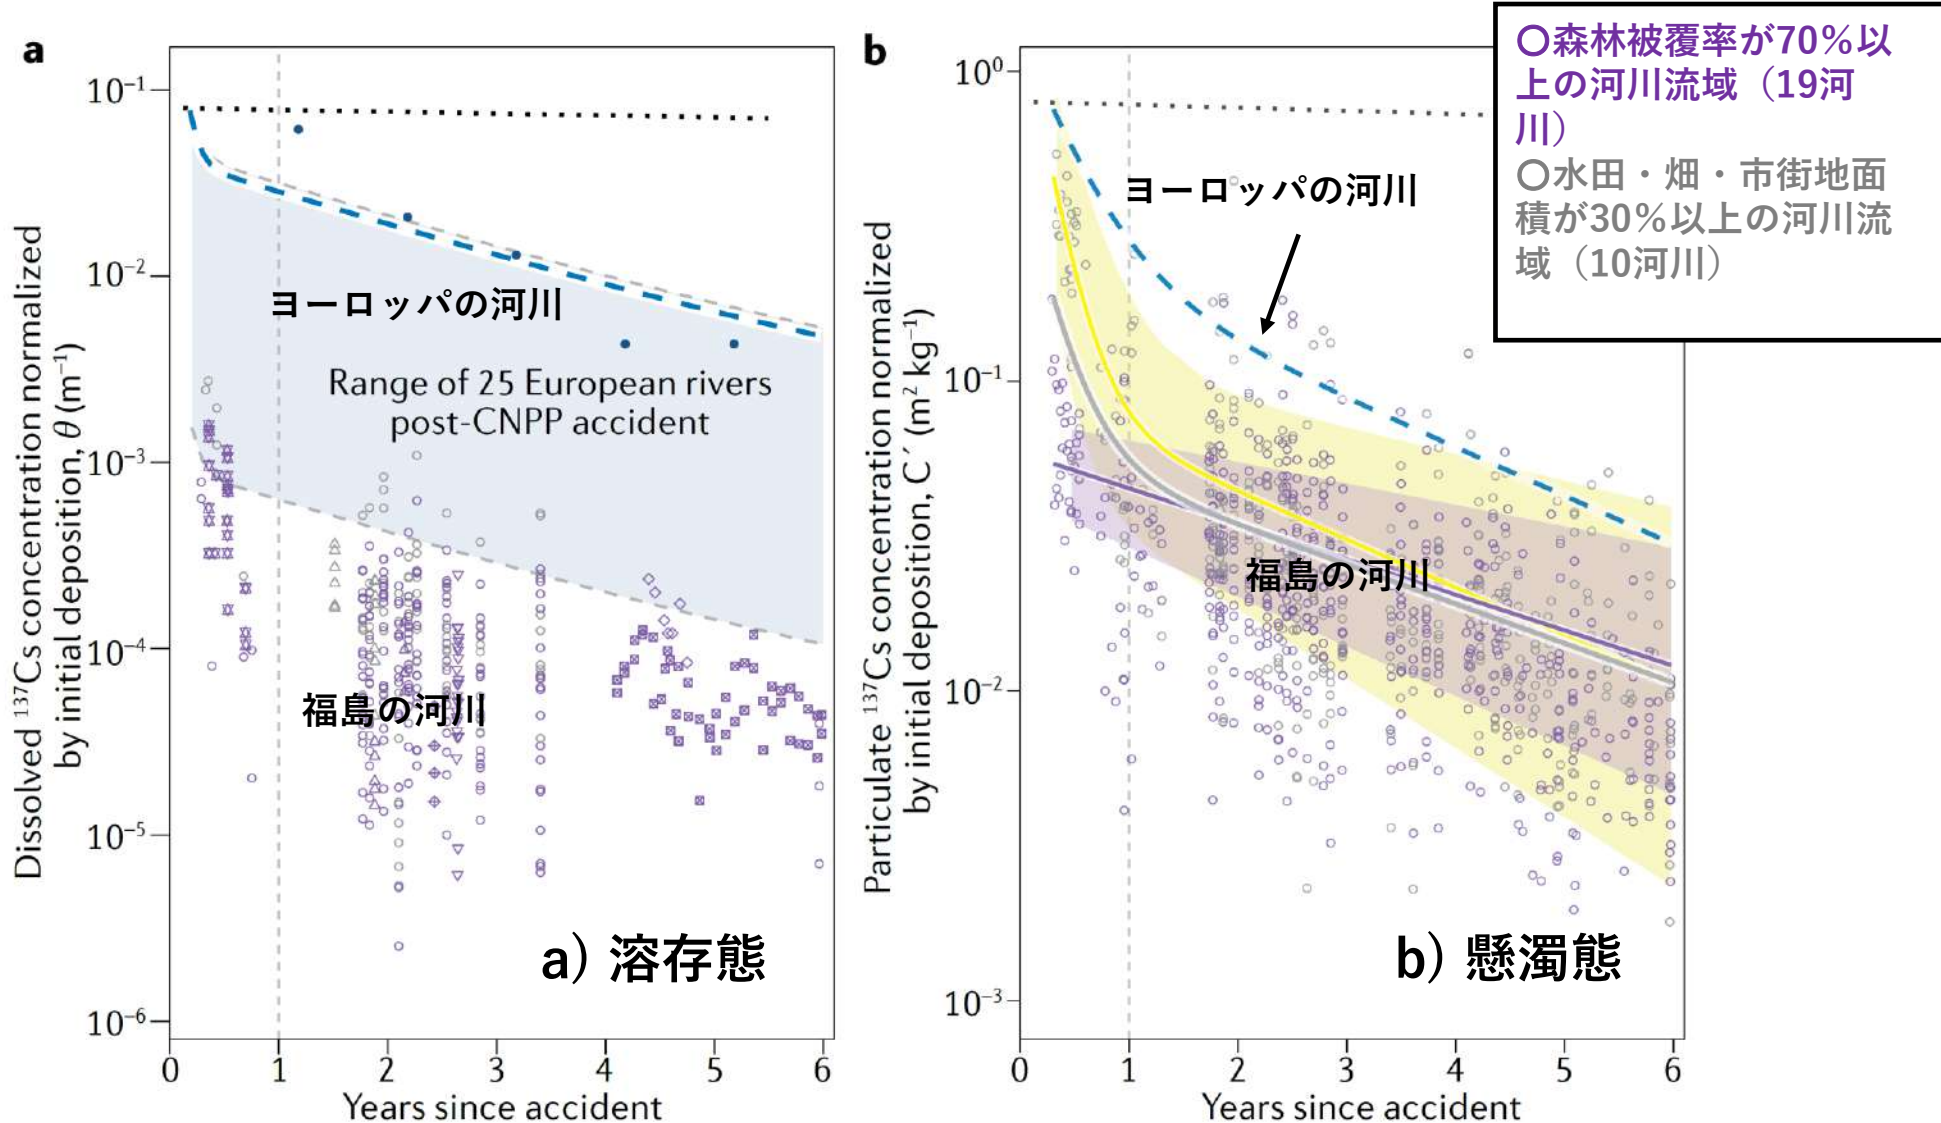 a
Dissolved ¹³⁷Cs concentration normalized
by initial deposition, θ (m⁻¹)
10⁻¹
10⁻²
10⁻³
10⁻⁴
10⁻⁵
10⁻⁶
ヨーロッパの河川
Range of 25 European rivers
post-CNPP accident
福島の河川
a) 溶存態
0 1 2 3 4 5 6
Years since accident
b
Particulate ¹³⁷Cs concentration normalized
by initial deposition, C′ (m² kg⁻¹)
10⁰
10⁻¹
10⁻²
10⁻³
ヨーロッパの河川
福島の河川
b) 懸濁態
0 1 2 3 4 5 6
Years since accident
〇森林被覆率が70%以
上の河川流域（19河
川）
〇水田・畑・市街地面
積が30%以上の河川流
域（10河川）